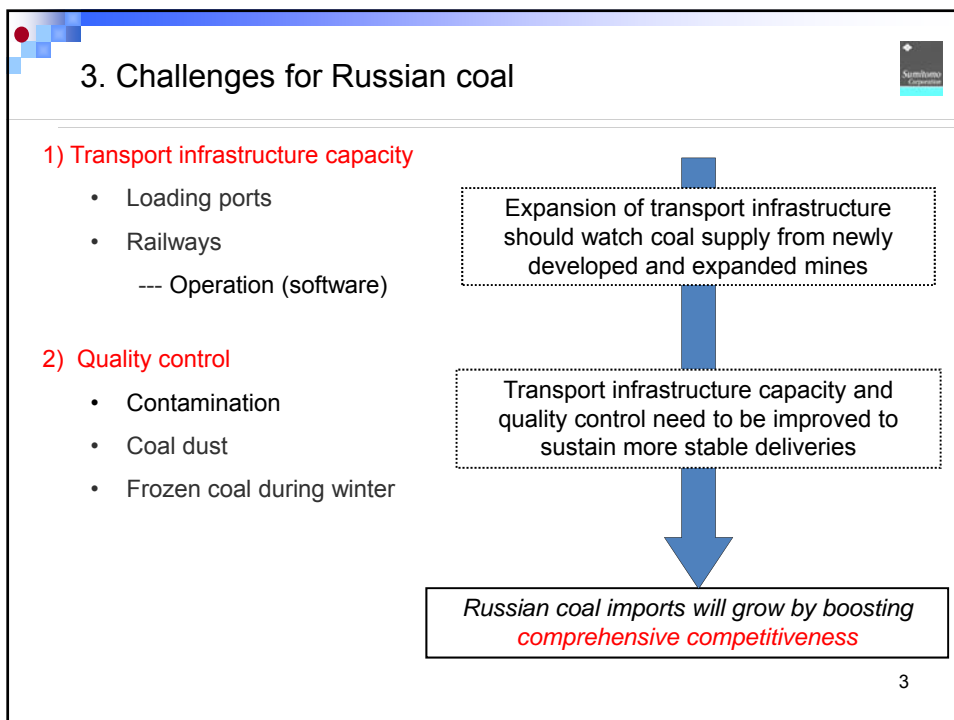 3. Challenges for Russian coal
Sumitomo
Corporation
1) Transport infrastructure capacity
• Loading ports
• Railways
--- Operation (software)
2) Quality control
• Contamination
• Coal dust
• Frozen coal during winter
Expansion of transport infrastructure
should watch coal supply from newly
developed and expanded mines
Transport infrastructure capacity and
quality control need to be improved to
sustain more stable deliveries
Russian coal imports will grow by boosting
comprehensive competitiveness
3